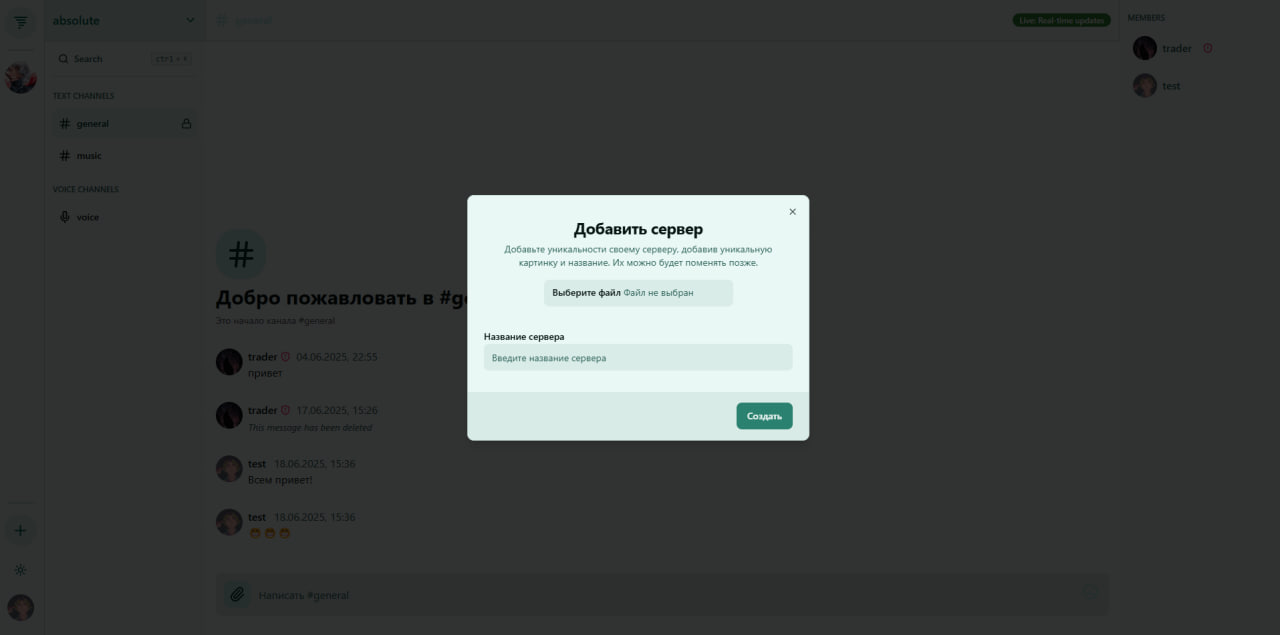 absolute
# general
Live: Real-time updates
MEMBERS
Search
ctrl + K
trader
test
TEXT CHANNELS
general
music
VOICE CHANNELS
voice
Добавить сервер
Добавьте уникальности своему серверу, добавив уникальную
картинку и название. Их можно будет поменять позже.
Выберите файл Файл не выбран
Название сервера
Введите название сервера
Создать
#
Добро пожавловать в #ge
Это начало канала #general
trader 04.06.2025, 22:55
привет
trader 17.06.2025, 15:26
This message has been deleted
test 18.06.2025, 15:36
Всем привет!
test 18.06.2025, 15:36
Написать #general